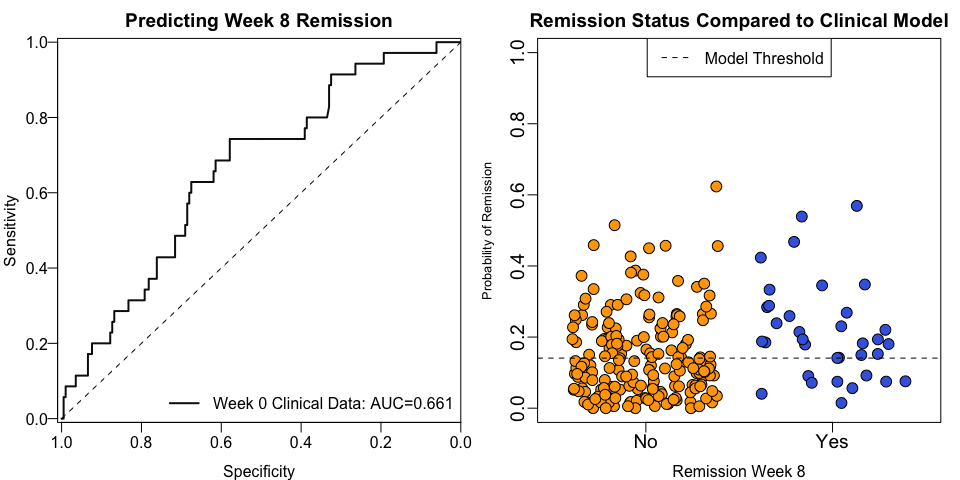 Predicting Week 8 Remission
1.0
0.8
0.6
0.4
0.2
0.0
Sensitivity
Week 0 Clinical Data: AUC=0.661
1.0 0.8 0.6 0.4 0.2 0.0
Specificity
Remission Status Compared to Clinical Model
Model Threshold
1.0
0.8
0.6
0.4
0.2
0.0
Probability of Remission
No Yes
Remission Week 8